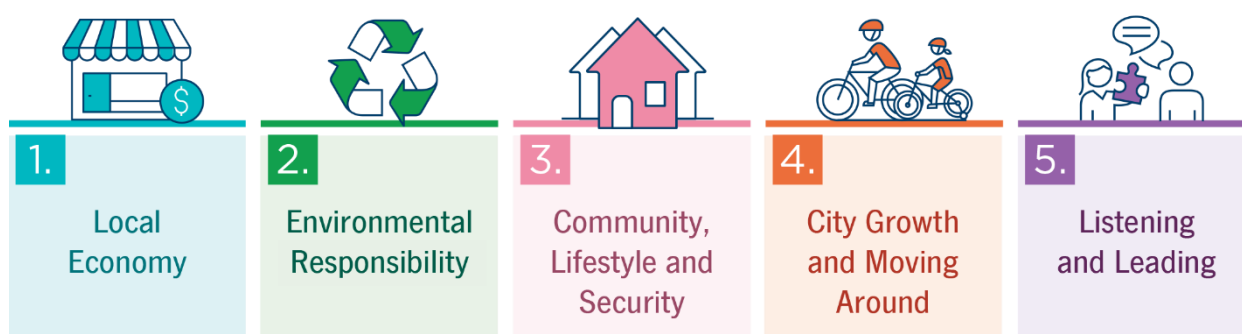 $
1.
Local
Economy
2.
Environmental
Responsibility
3.
Community,
Lifestyle and
Security
4.
City Growth
and Moving
Around
5.
Listening
and Leading